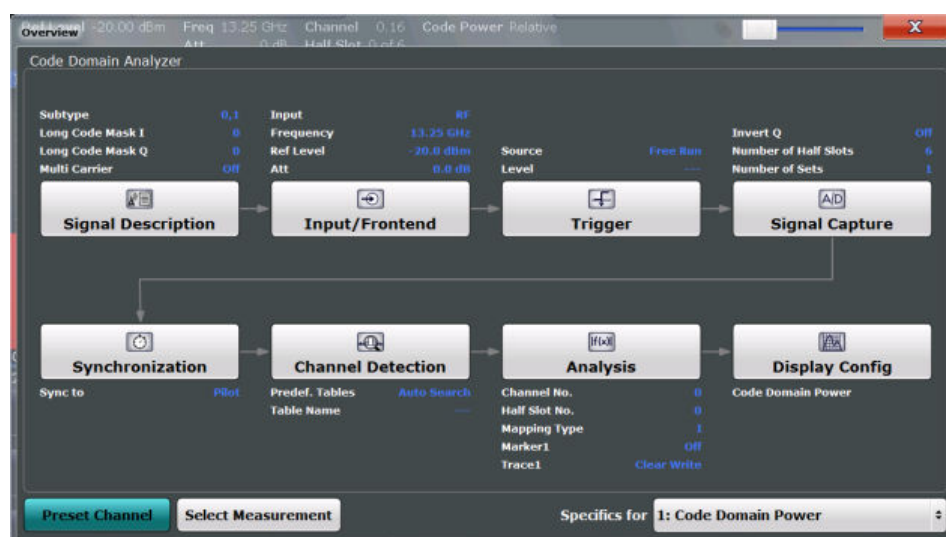 Overview -20.00 dBm Freq 13.25 GHz Channel 0.16 Code Power Relative
Att 0 dB Half Slot 0 of 6
Code Domain Analyzer
Subtype 0,1
Long Code Mask I 0
Long Code Mask Q 0
Multi Carrier Off
Signal Description
Input RF
Frequency 13.25 GHz
Ref Level -20.0 dBm
Att 0.0 dB
Input/Frontend
Source Free Run
Level ---
Trigger
Invert Q Off
Number of Half Slots 6
Number of Sets 1
A/D
Signal Capture
Synchronization
Sync to Pilot
Channel Detection
Predef. Tables Auto Search
Table Name ---
f(x)
Analysis
Channel No. 0
Half Slot No. 0
Mapping Type 1
Marker1 Off
Trace1 Clear Write
Display Config
Code Domain Power
Preset Channel
Select Measurement
Specifics for 1: Code Domain Power